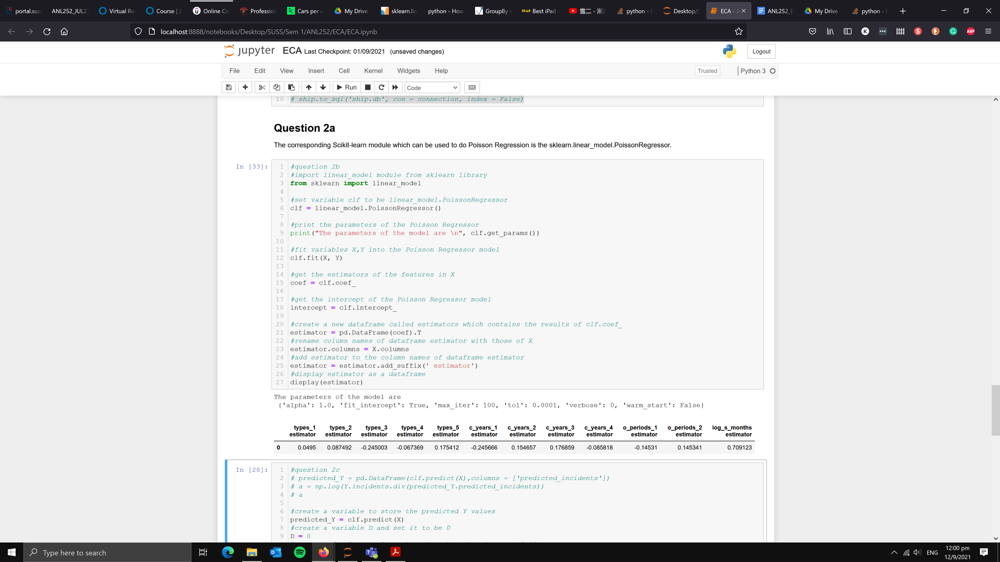 portal.sus
ANL252_JUL2
Virtual Ro
Course | 2
Online Co
Profession
Cars per c
My Drive
sklearn.lin
python - How
GroupBy
Best iPad
python - 
Desktop/S
ECA - J
ANL252_E
My Drive
python - F
localhost:8888/notebooks/Desktop/SUSS/Sem 1/ANL252/ECA/ECA.ipynb
jupyter ECA Last Checkpoint: 01/09/2021 (unsaved changes)
Logout
File Edit View Insert Cell Kernel Widgets Help
Trusted
Python 3
Run
Code
10 # ship.to_sql('ship.db', con = connection, index = False)
Question 2a
The corresponding Scikit-learn module which can be used to do Poisson Regression is the sklearn.linear_model.PoissonRegressor.
In [33]:
1 #question 2b
2 #import linear_model module from sklearn library
3 from sklearn import linear_model
4
5 #set variable clf to be linear_model.PoissonRegressor
6 clf = linear_model.PoissonRegressor()
7
8 #print the parameters of the Poisson Regressor
9 print("The parameters of the model are \n", clf.get_params())
10
11 #fit variables X,Y into the Poisson Regressor model
12 clf.fit(X, Y)
13
14 #get the estimators of the features in X
15 coef = clf.coef_
16
17 #get the intercept of the Poisson Regressor model
18 intercept = clf.intercept_
19
20 #create a new dataframe called estimators which contains the results of clf.coef_
21 estimator = pd.DataFrame(coef).T
22 #rename column names of dataframe estimator with those of X
23 estimator.columns = X.columns
24 #add estimator to the column names of dataframe estimator
25 estimator = estimator.add_suffix(' estimator')
26 #display estimator as a dataframe
27 display(estimator)
The parameters of the model are
{'alpha': 1.0, 'fit_intercept': True, 'max_iter': 100, 'tol': 0.0001, 'verbose': 0, 'warm_start': False}
types_1 types_2 types_3 types_4 types_5 c_years_1 c_years_2 c_years_3 c_years_4 o_periods_1 o_periods_2 log_s_months
estimator estimator estimator estimator estimator estimator estimator estimator estimator estimator estimator estimator
0 0.0495 0.087492 -0.245003 -0.067369 0.175412 -0.245666 0.154657 0.176859 -0.085818 -0.14531 0.145341 0.709123
In [28]:
1 #question 2c
2 # predicted_Y = pd.DataFrame(clf.predict(X),columns = ['predicted_incidents'])
3 # a = np.log(Y.incidents.div(predicted_Y.predicted_incidents))
4 # a
5
6 #create a variable to store the predicted Y values
7 predicted_Y = clf.predict(X)
8 #create a variable D and set it to be 0
9 D = 0
Type here to search
ENG
12:00 pm
12/9/2021